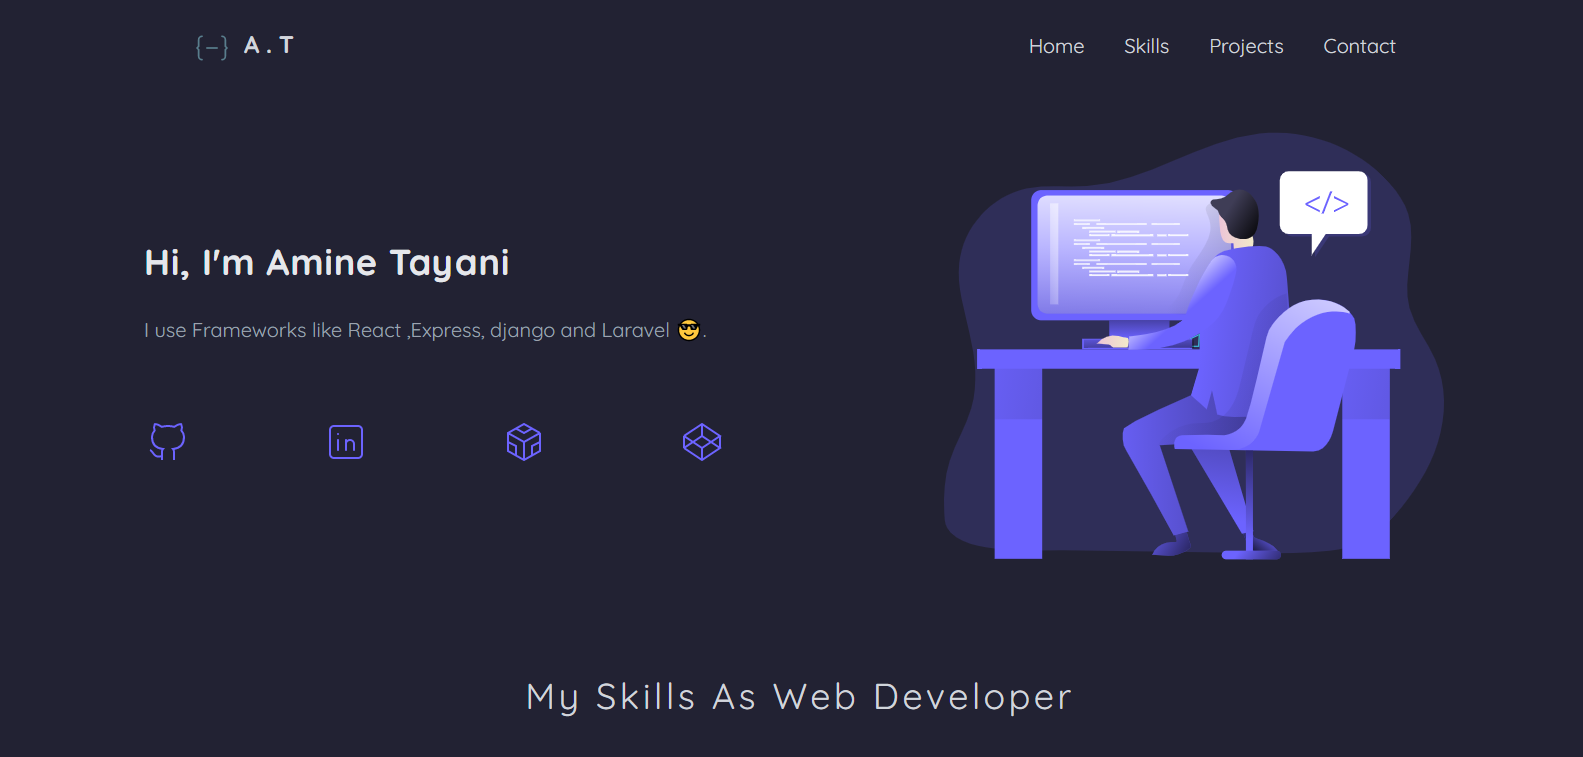 {–} A.T
Home Skills Projects Contact
</>
Hi, I'm Amine Tayani
I use Frameworks like React ,Express, django and Laravel 😎.
in
My Skills As Web Developer